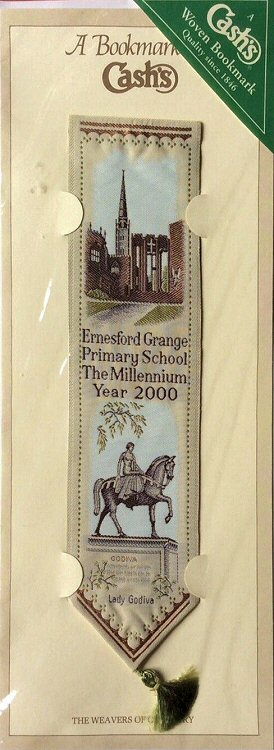 A Bookmark
Cash's
A
Cash's
Woven Bookmark
Quality since 1846
Ernesford Grange
Primary School
The Millennium
Year 2000
GODIVA
Lady Godiva
THE WEAVERS OF